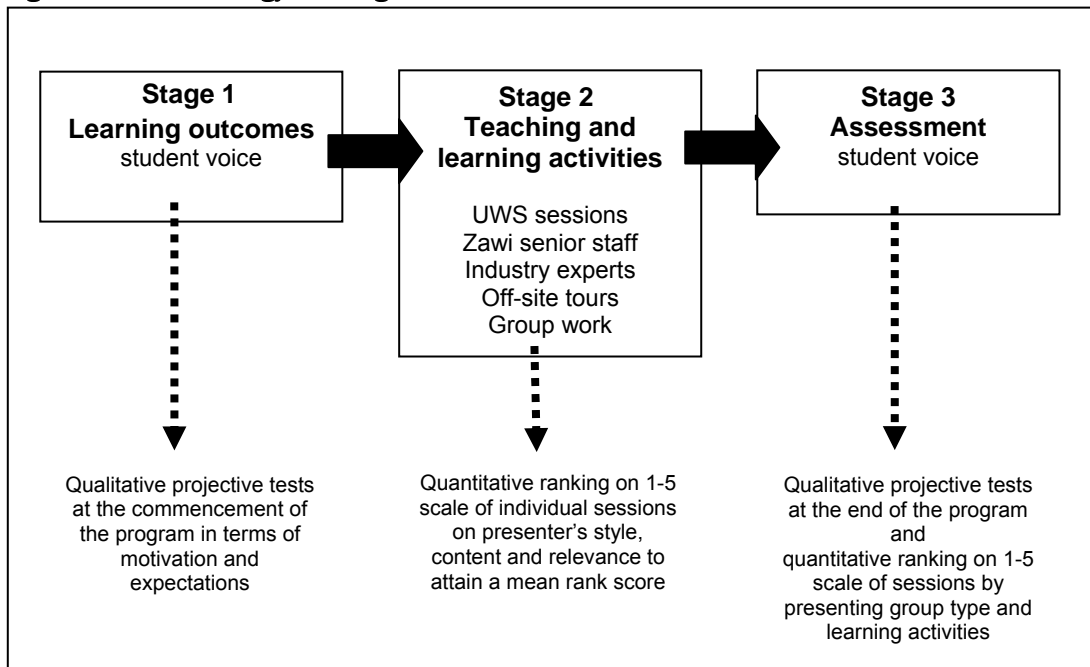 Stage 1
Learning outcomes
student voice
Stage 2
Teaching and
learning activities
UWS sessions
Zawi senior staff
Industry experts
Off-site tours
Group work
Stage 3
Assessment
student voice
Qualitative projective tests
at the commencement of
the program in terms of
motivation and
expectations
Quantitative ranking on 1-5
scale of individual sessions
on presenter’s style,
content and relevance to
attain a mean rank score
Qualitative projective tests
at the end of the program
and
quantitative ranking on 1-5
scale of sessions by
presenting group type and
learning activities